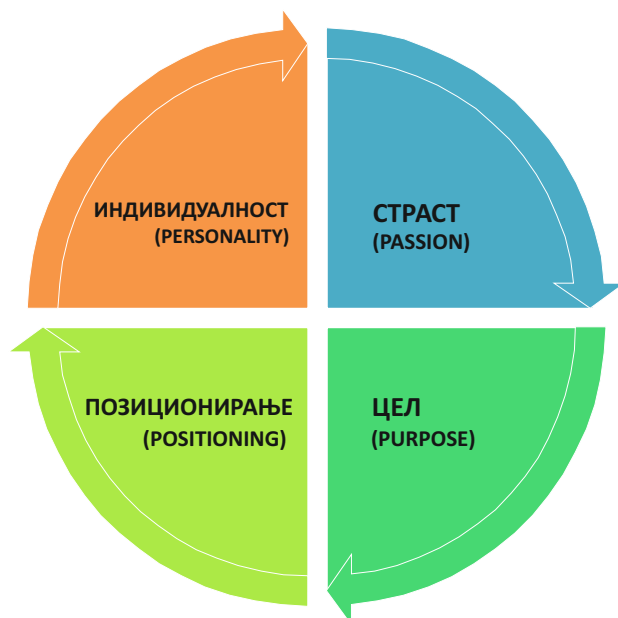 ИНДИВИДУАЛНОСТ
(PERSONALITY)
СТРАСТ
(PASSION)
ПОЗИЦИОНИРАЊЕ
(POSITIONING)
ЦЕЛ
(PURPOSE)